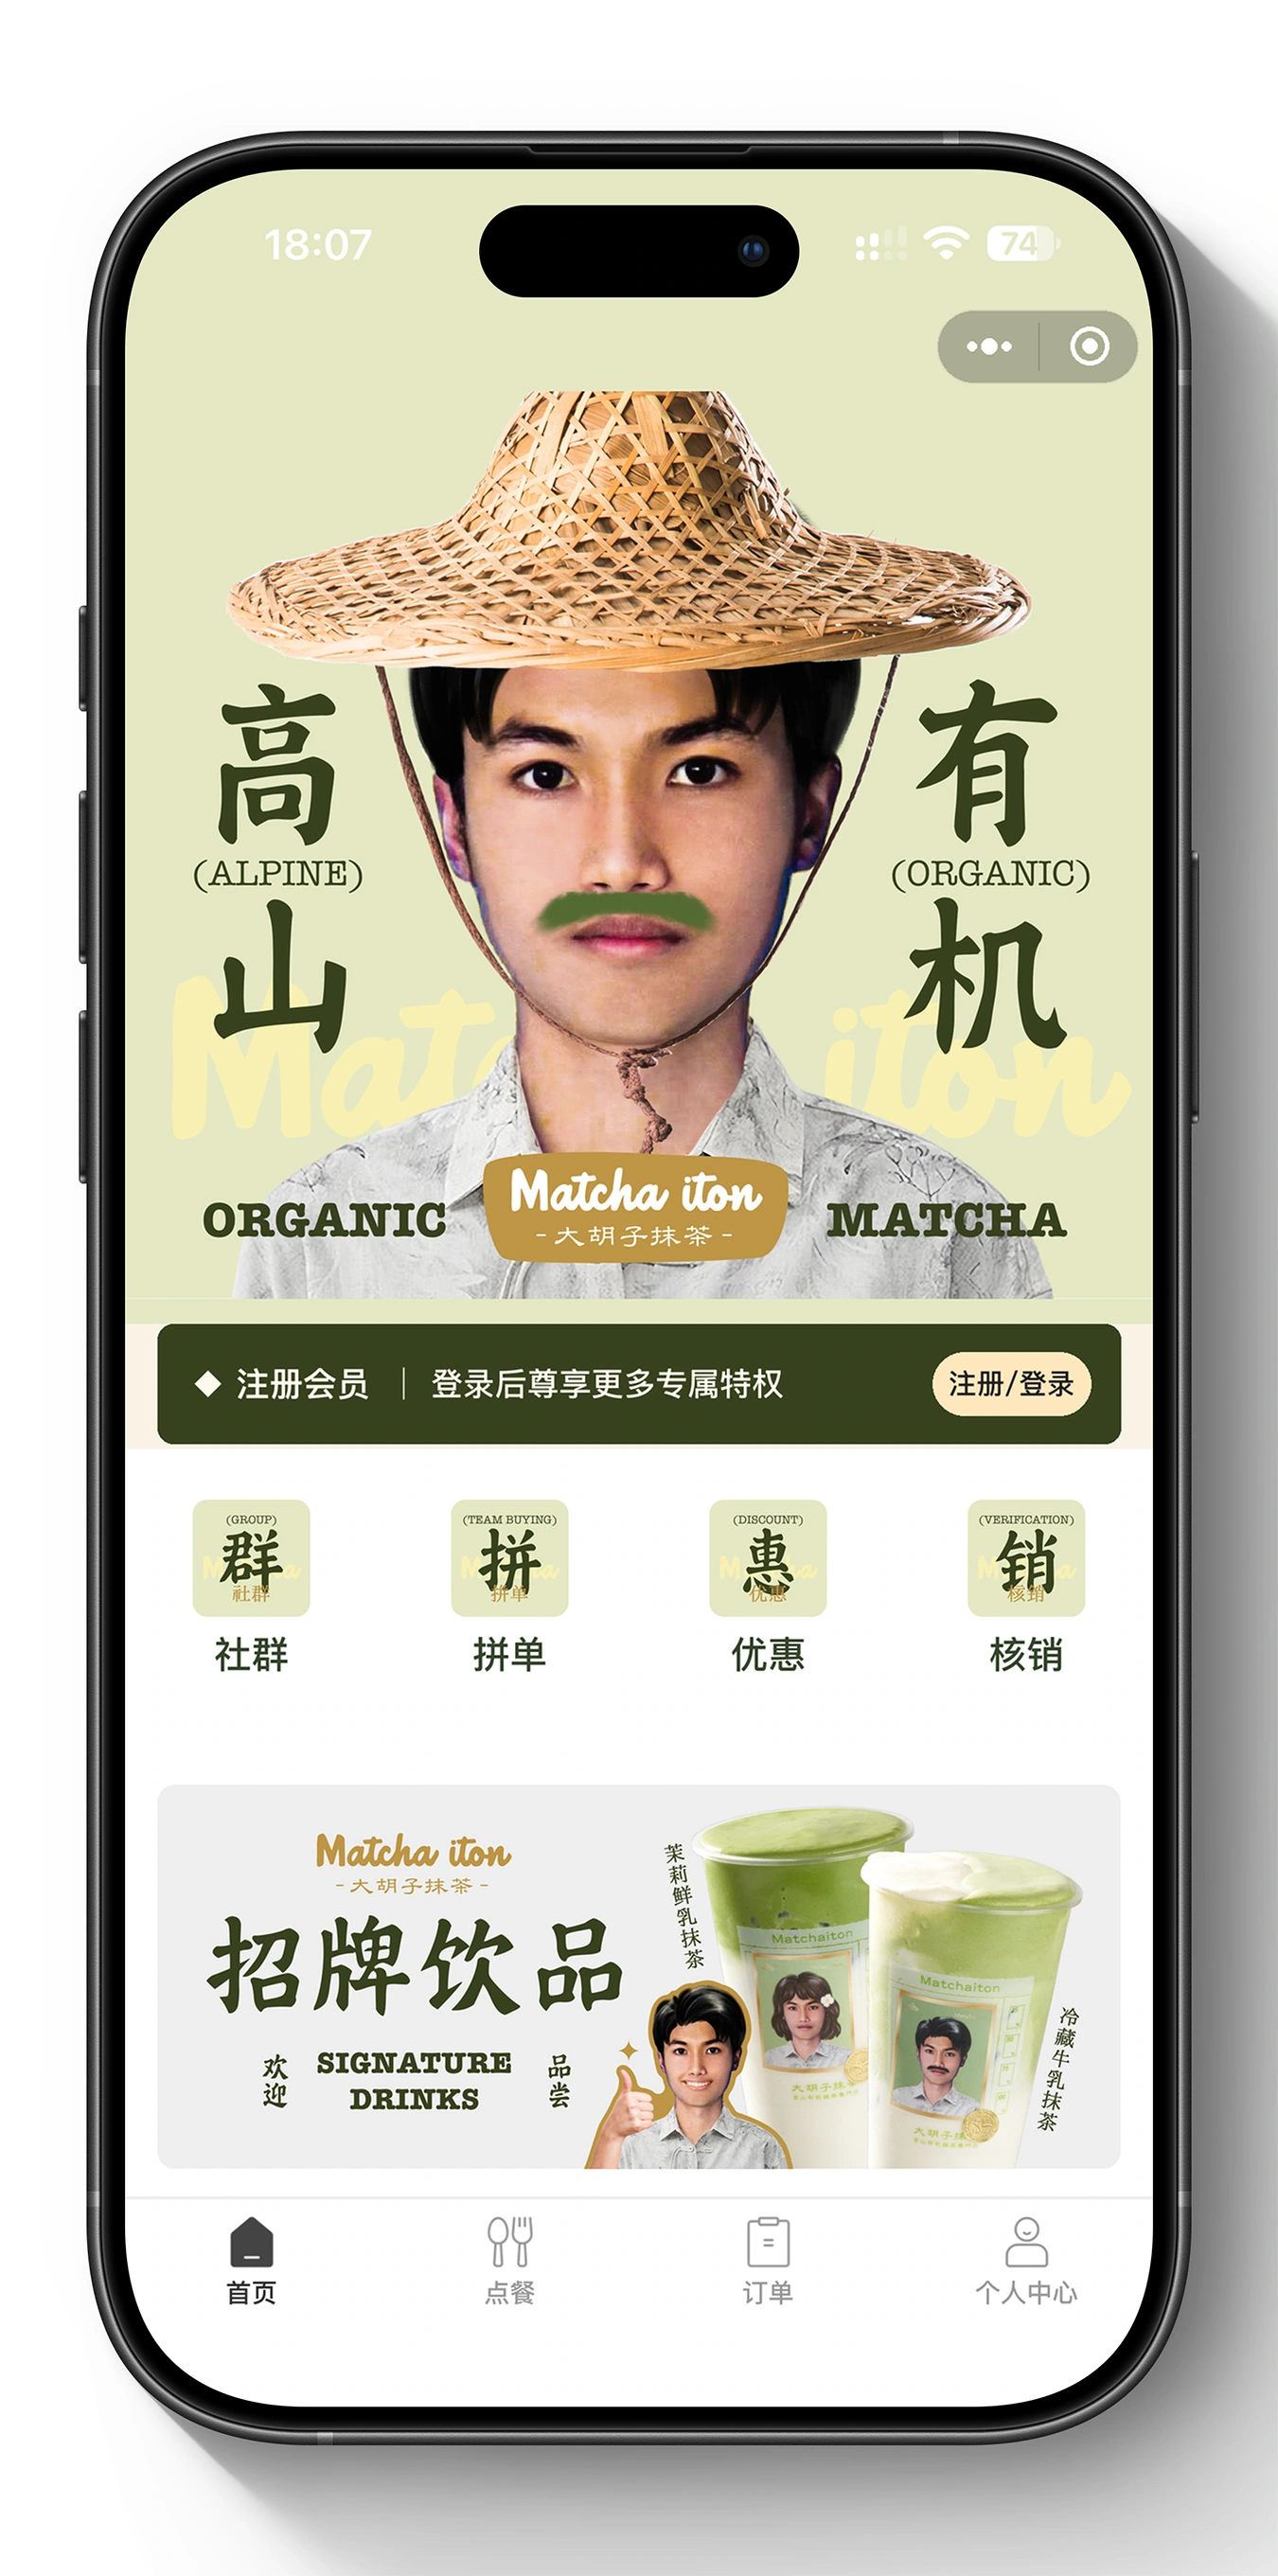 18:07
74
高山
(ALPINE)
有机
(ORGANIC)
Matcha iton
ORGANIC
Matcha iton
-大胡子抹茶-
MATCHA
注册会员
登录后尊享更多专属特权
注册/登录
(GROUP)
群
社群
社群
(TEAM BUYING)
拼
拼单
拼单
(DISCOUNT)
惠
优惠
优惠
(VERIFICATION)
销
核销
核销
Matcha iton
-大胡子抹茶-
招牌饮品
欢迎
SIGNATURE
DRINKS
品尝
茉莉鲜乳抹茶
Matchaiton
Matchaiton
冷藏牛乳抹茶
首页
点餐
订单
个人中心